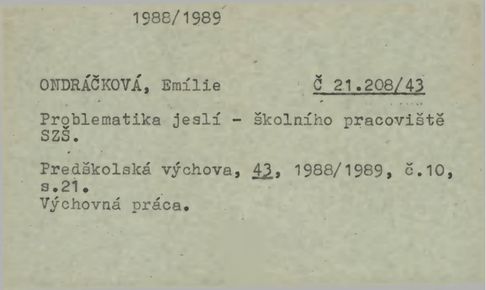 1988/1989
ONDRÁČKOVÁ, Emílie Č 21.208/43
Problematika jeslí - školního pracoviště
SZŠ.
Predškolská výchova, 43, 1988/1989, č.10,
s.21.
Výchovná práca.